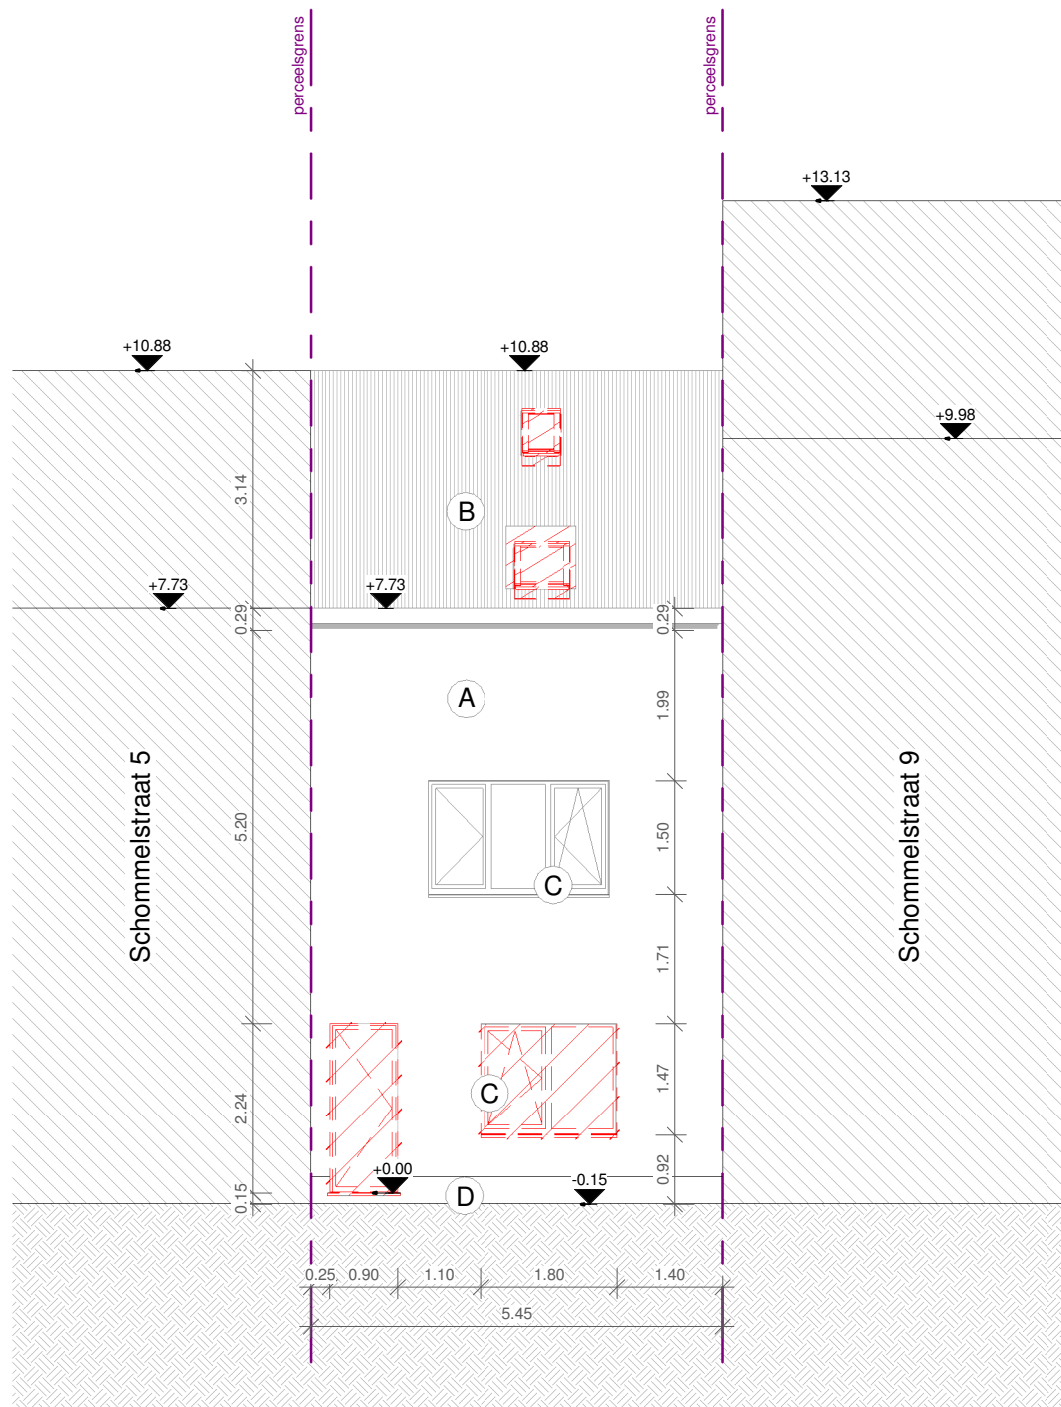 perceelsgrens
perceelsgrens
+13.13
+10.88
+10.88
+9.98
3.14
B
+7.73
+7.73
0.29
0.29
A
1.99
Schommelstraat 5
Schommelstraat 9
5.20
1.50
C
1.71
2.24
C
1.47
+0.00
-0.15
0.92
0.15
D
0.25 0.90 1.10 1.80 1.40
5.45